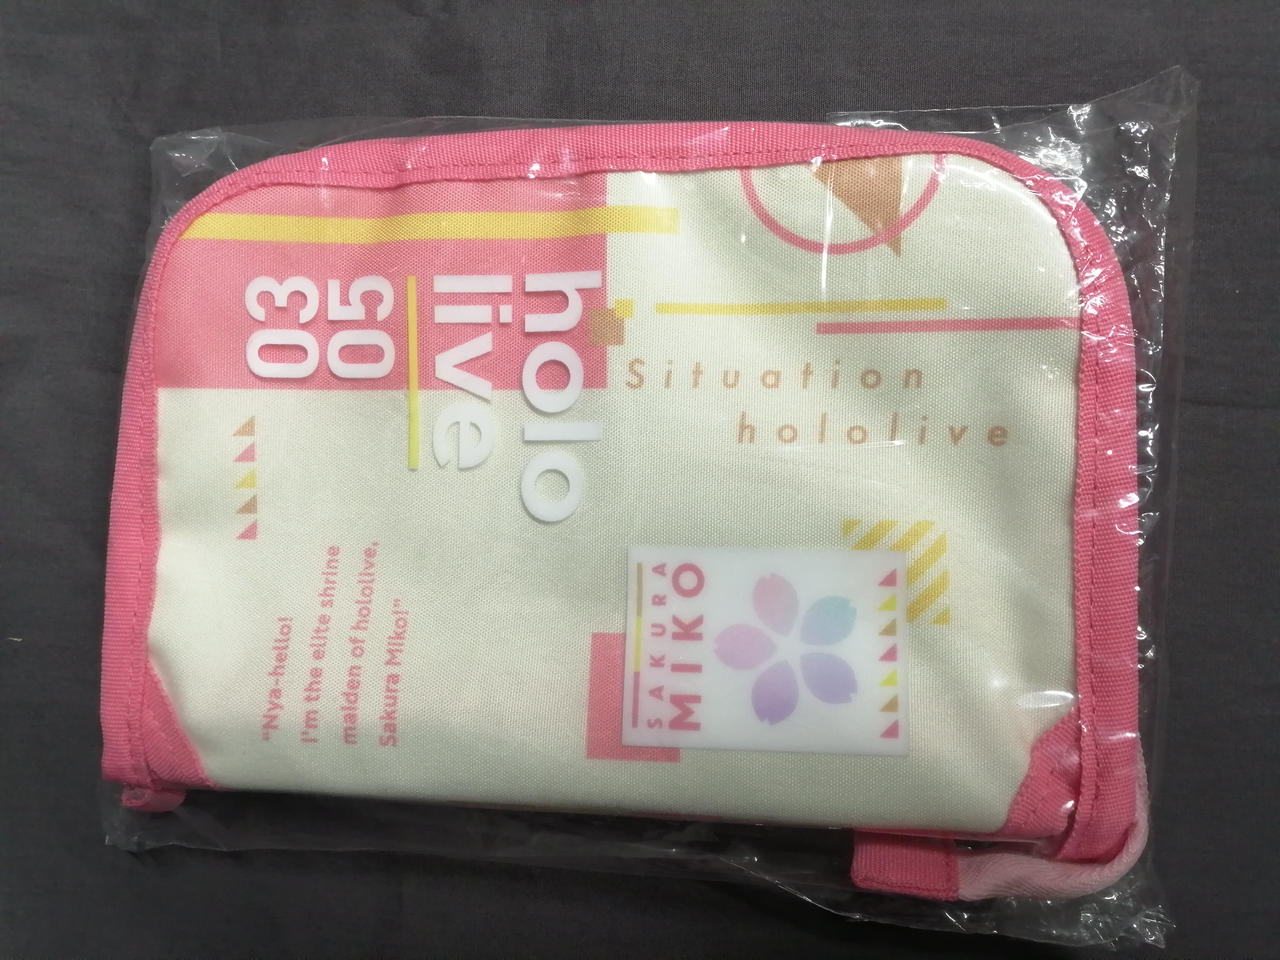 03
05
holo
live
Situation
hololive
SAKURA
MIKO
"Nya-hello!
I'm the elite shrine
maiden of hololive,
Sakura Miko!"